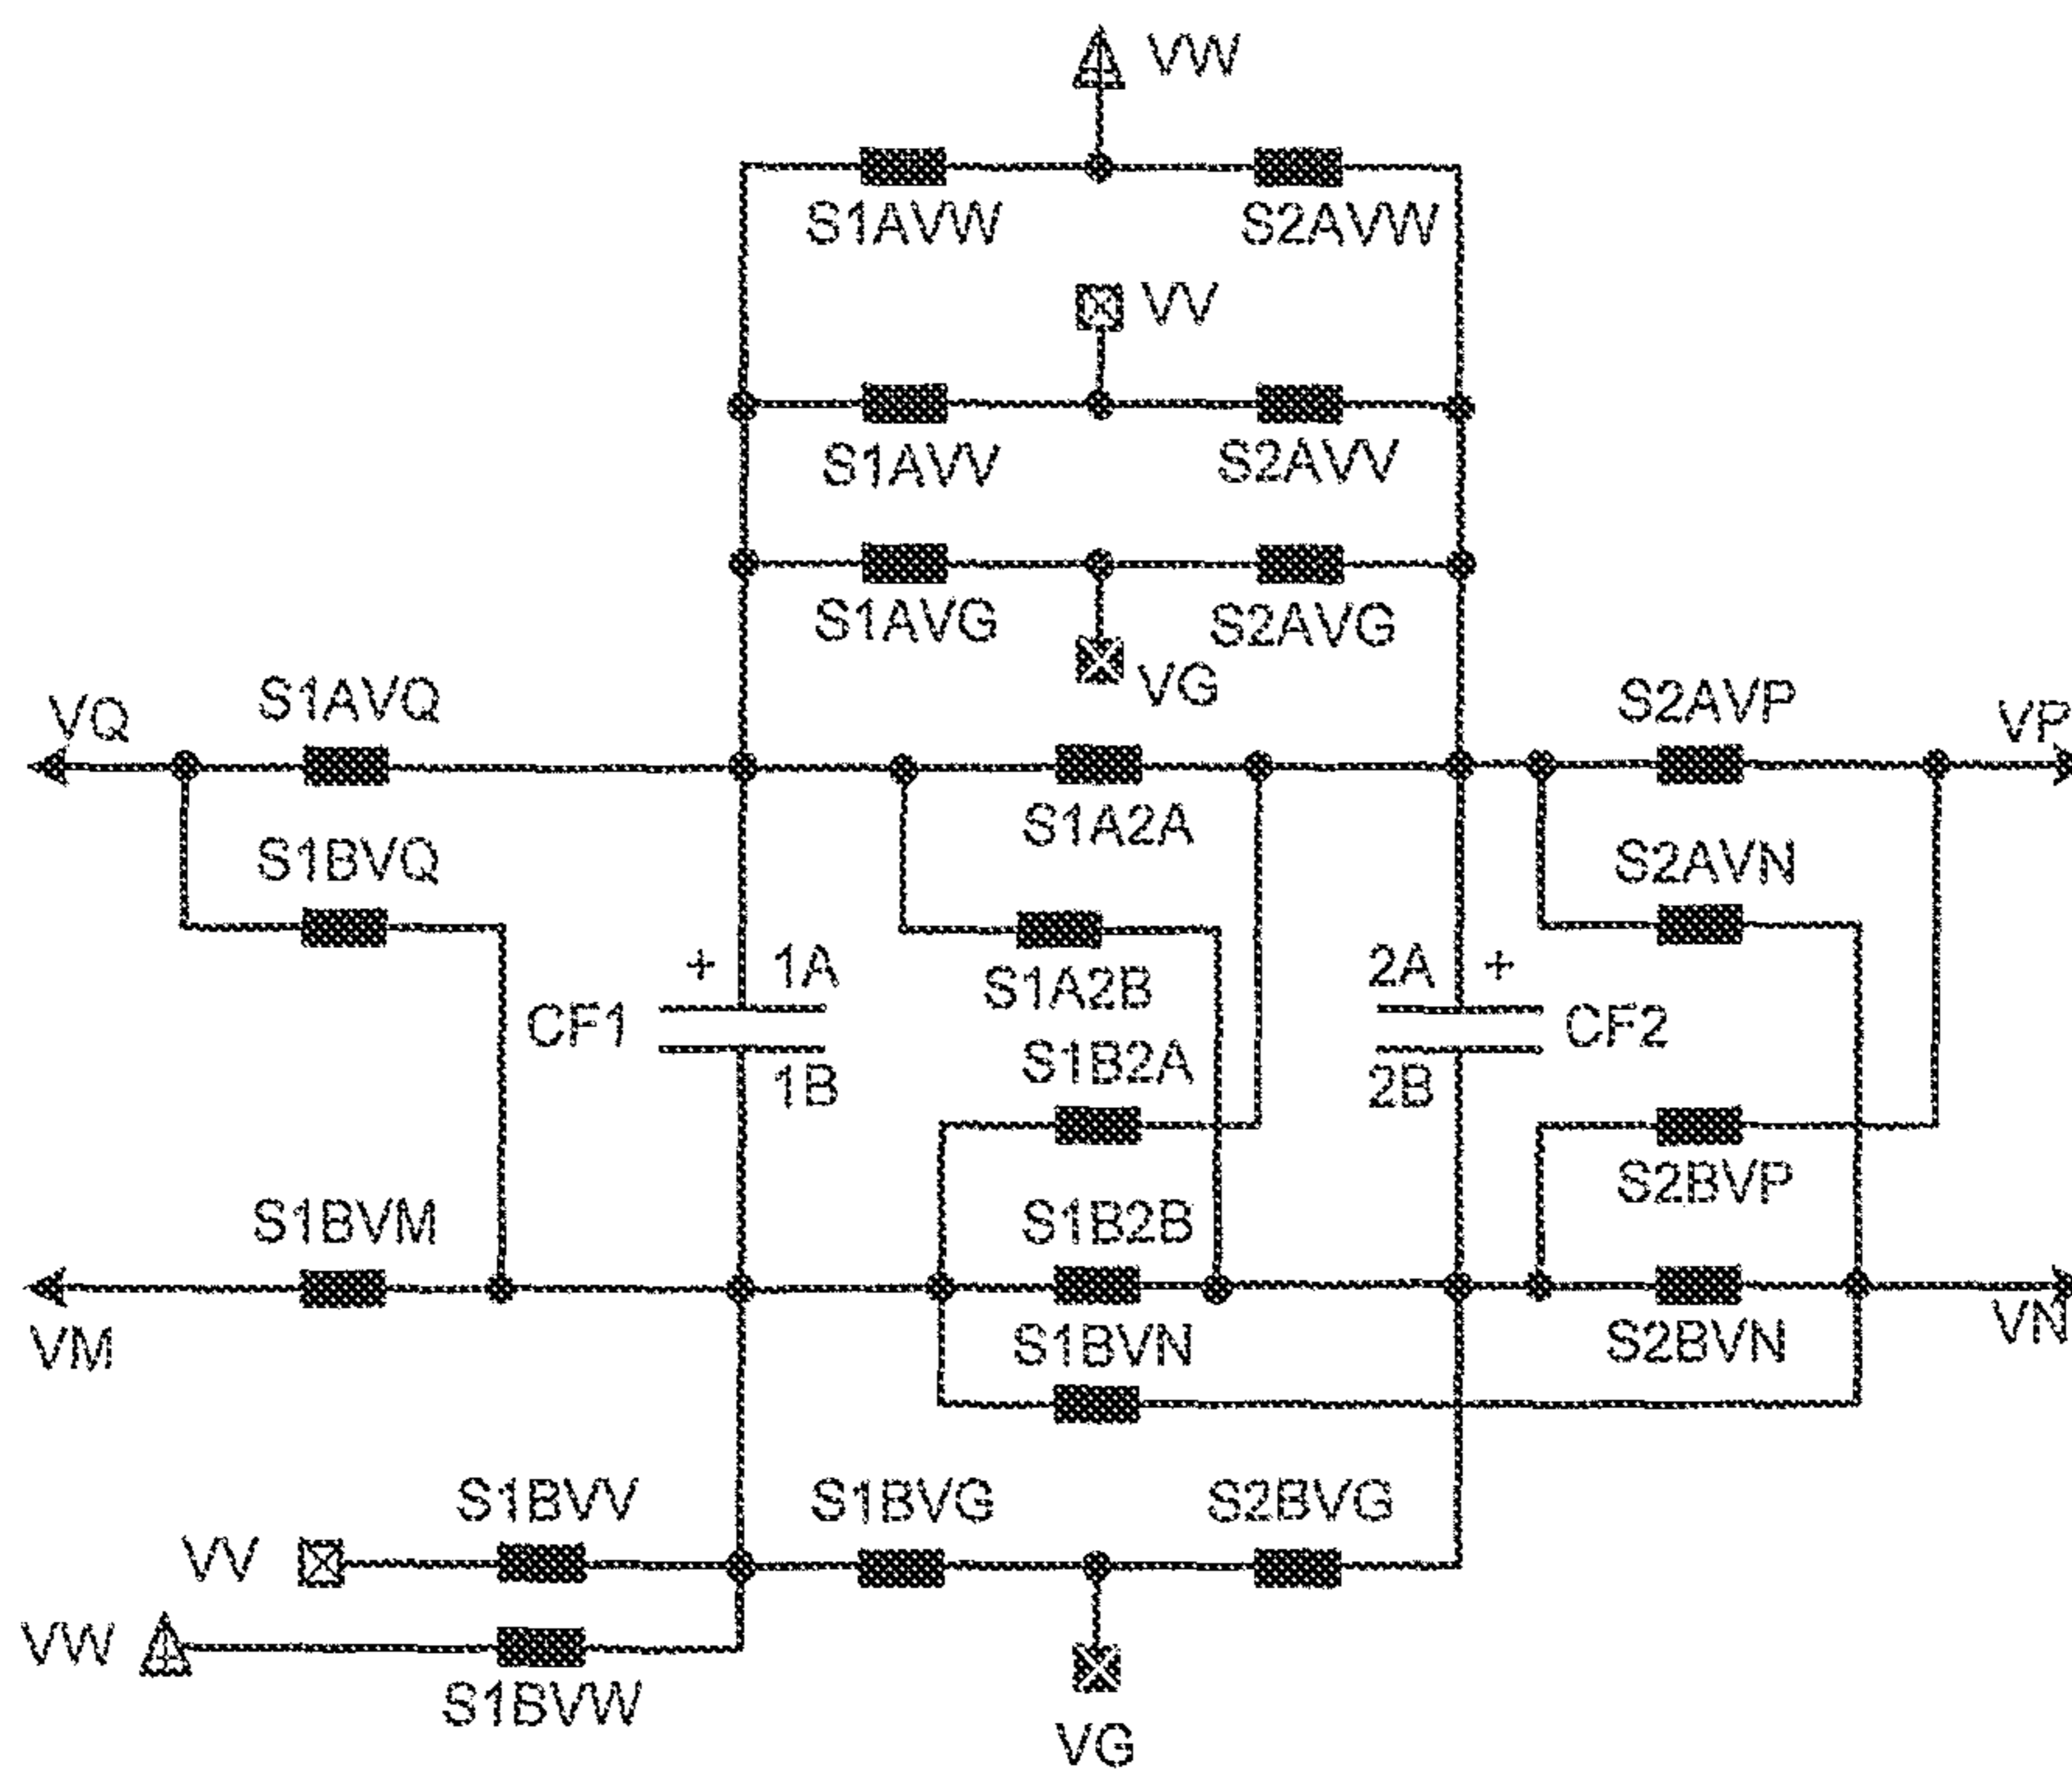 VW
S1AVW S2AVW
VV
S1AVV S2AVV
S1AVG S2AVG
VG
VQ S1AVQ S2AVP VP
S1A2A
S1BVQ S2AVN
+ 1A 2A +
S1A2B
CF1 CF2
S1B2A
1B 2B
S2BVP
S1BVM S1B2B
VM S1BVN S2BVN VN
S1BVV S1BVG S2BVG
VV
VW
S1BVW
VG